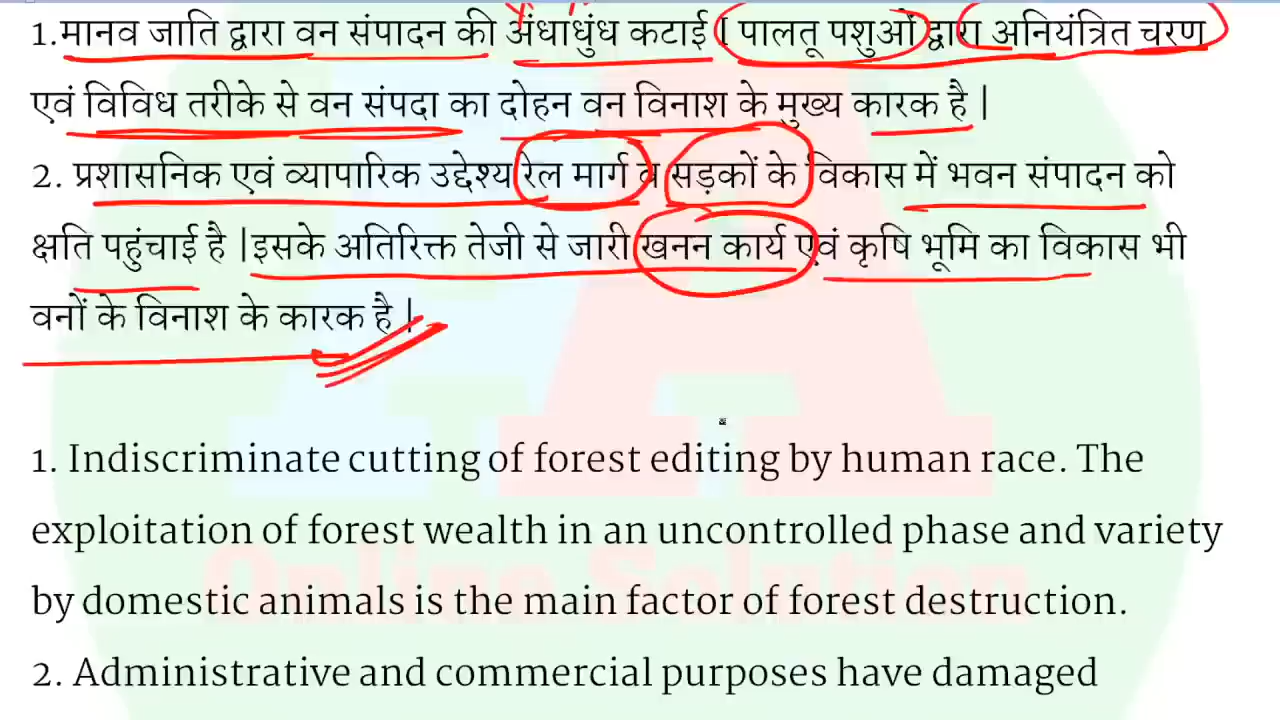 1.मानव जाति द्वारा वन संपादन की अंधाधुंध कटाई | पालतू पशुओं द्वारा अनियंत्रित चरण
एवं विविध तरीके से वन संपदा का दोहन वन विनाश के मुख्य कारक है |
2. प्रशासनिक एवं व्यापारिक उद्देश्य रेल मार्ग व सड़कों के विकास में भवन संपादन को
क्षति पहुंचाई है |इसके अतिरिक्त तेजी से जारी खनन कार्य एवं कृषि भूमि का विकास भी
वनों के विनाश के कारक है |
1. Indiscriminate cutting of forest editing by human race. The
exploitation of forest wealth in an uncontrolled phase and variety
by domestic animals is the main factor of forest destruction.
2. Administrative and commercial purposes have damaged
Online Solution